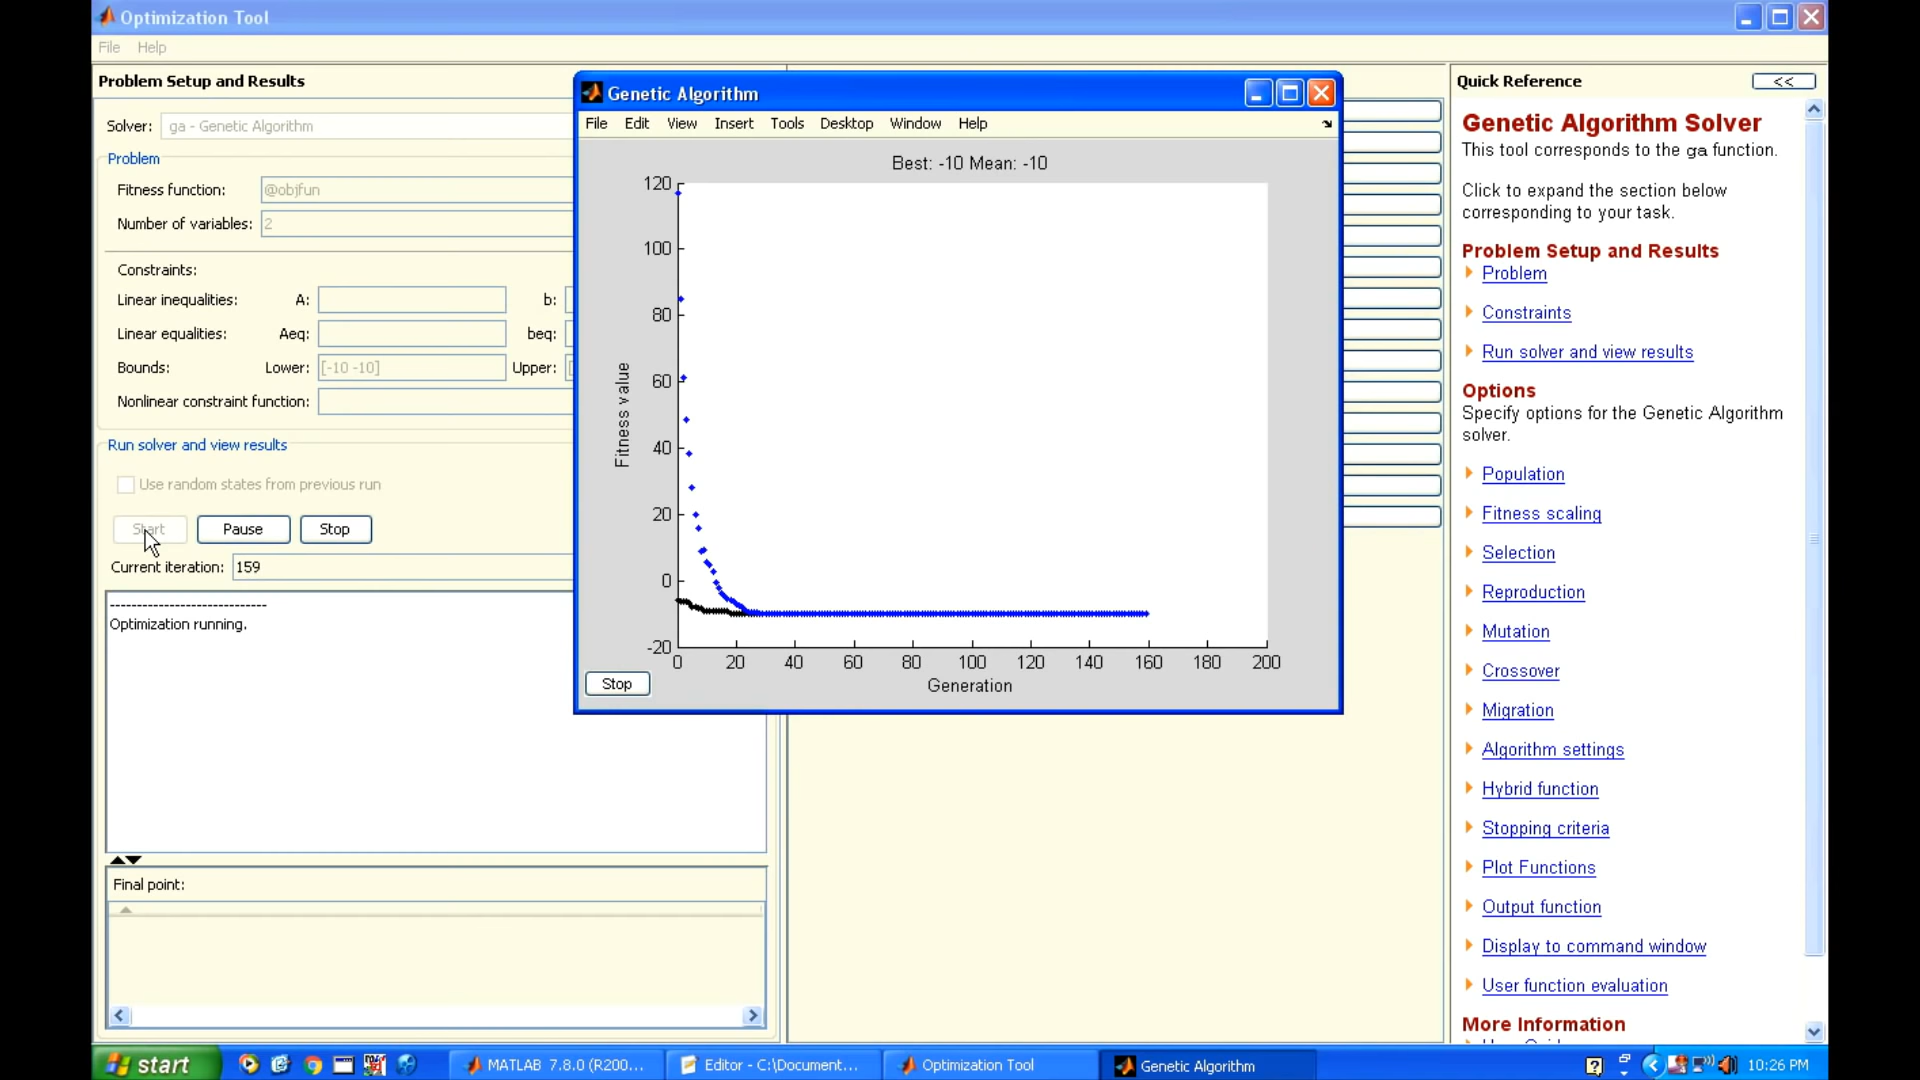 Optimization Tool
File Help
Problem Setup and Results
Solver: ga - Genetic Algorithm
Problem
Fitness function: @objfun
Number of variables: 2
Constraints:
Linear inequalities: A: b:
Linear equalities: Aeq: beq:
Bounds: Lower: [-10 -10] Upper:
Nonlinear constraint function:
Run solver and view results
Use random states from previous run
Start Pause Stop
Current iteration: 159
Optimization running.
Final point:
Genetic Algorithm
File Edit View Insert Tools Desktop Window Help
Best: -10 Mean: -10
120
100
80
60
40
20
0
-20
Fitness value
0 20 40 60 80 100 120 140 160 180 200
Generation
Stop
Quick Reference <<
Genetic Algorithm Solver
This tool corresponds to the ga function.
Click to expand the section below
corresponding to your task.
Problem Setup and Results
Problem
Constraints
Run solver and view results
Options
Specify options for the Genetic Algorithm
solver.
Population
Fitness scaling
Selection
Reproduction
Mutation
Crossover
Migration
Algorithm settings
Hybrid function
Stopping criteria
Plot Functions
Output function
Display to command window
User function evaluation
More Information
start MATLAB 7.8.0 (R200... Editor - C:\Document... Optimization Tool Genetic Algorithm 10:26 PM